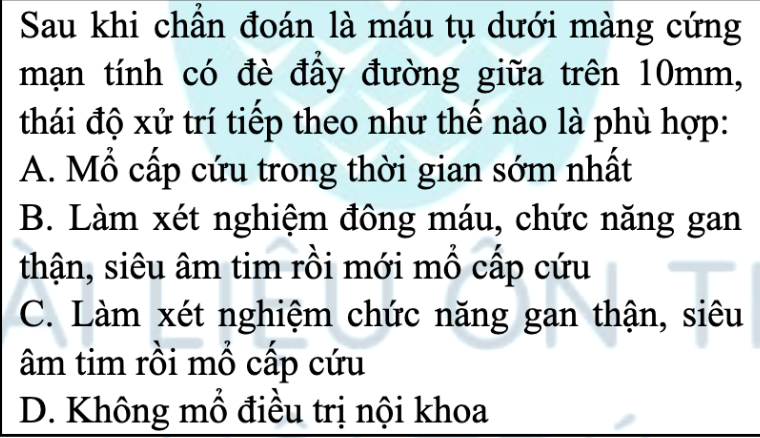 Sau khi chẩn đoán là máu tụ dưới màng cứng
mạn tính có đè đẩy đường giữa trên 10mm,
thái độ xử trí tiếp theo như thế nào là phù hợp:
A. Mổ cấp cứu trong thời gian sớm nhất
B. Làm xét nghiệm đông máu, chức năng gan
thận, siêu âm tim rồi mới mổ cấp cứu
C. Làm xét nghiệm chức năng gan thận, siêu
âm tim rồi mổ cấp cứu
D. Không mổ điều trị nội khoa